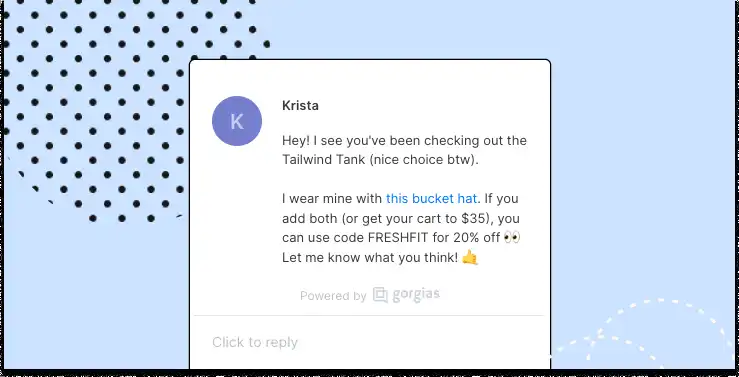 K
Krista
Hey! I see you've been checking out the
Tailwind Tank (nice choice btw).
I wear mine with this bucket hat. If you
add both (or get your cart to $35), you
can use code FRESHFIT for 20% off 👀
Let me know what you think! 🤙
Powered by gorgias
Click to reply